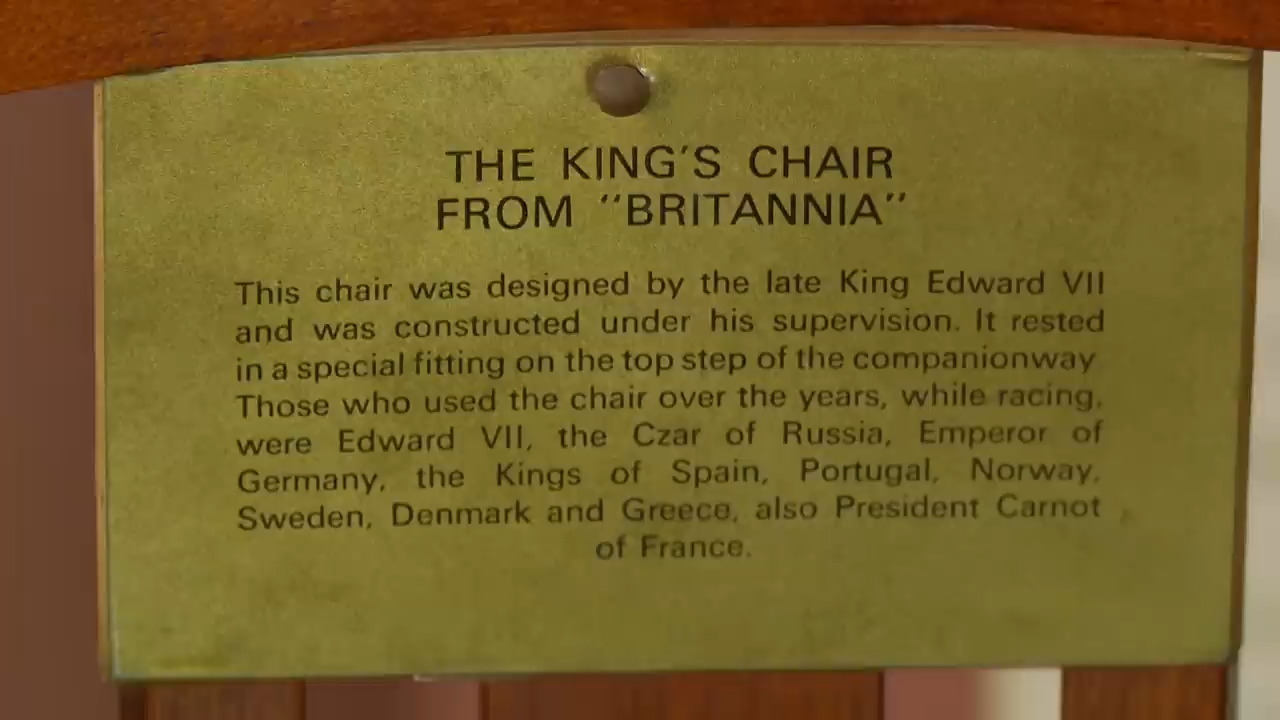 THE KING'S CHAIR
FROM "BRITANNIA"
This chair was designed by the late King Edward VII
and was constructed under his supervision. It rested
in a special fitting on the top step of the companionway
Those who used the chair over the years, while racing,
were Edward VII, the Czar of Russia, Emperor of
Germany, the Kings of Spain, Portugal, Norway,
Sweden, Denmark and Greece, also President Carnot
of France.